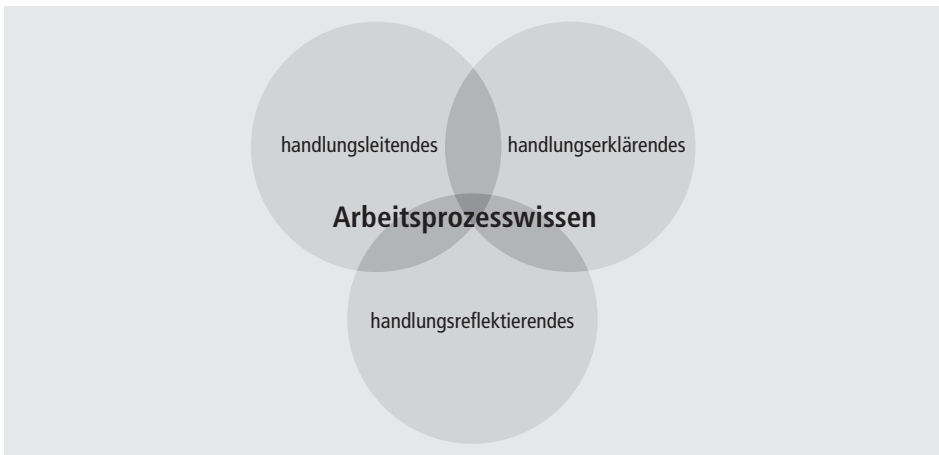 handlungsleitendes handlungserklärendes
Arbeitsprozesswissen
handlungsreflektierendes